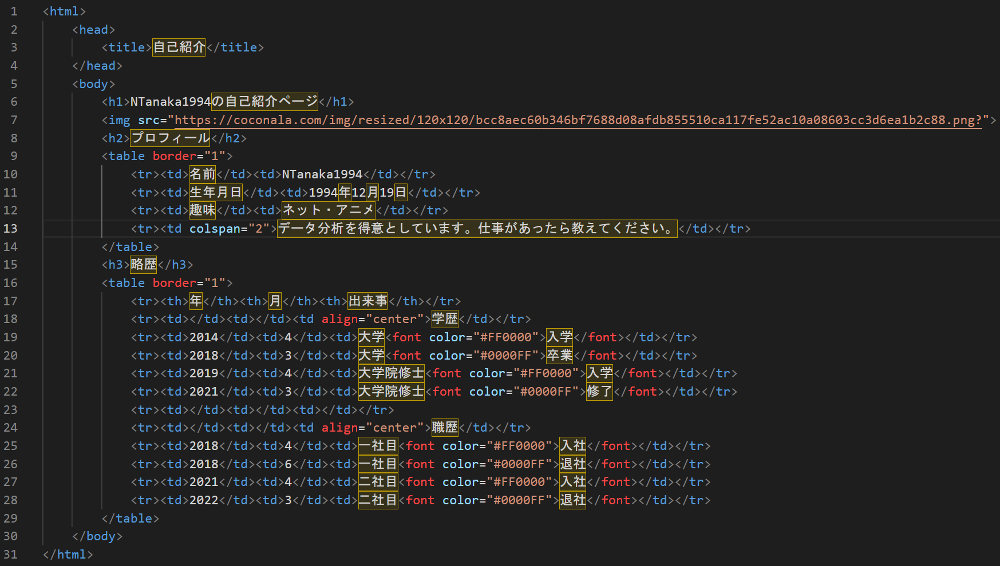 1 <html>
2 <head>
3 <title>自己紹介</title>
4 </head>
5 <body>
6 <h1>NTanaka1994の自己紹介ページ</h1>
7 <img src="https://coconala.com/img/resized/120x120/bcc8aec60b346bf7688d08afdb855510ca117fe52ac10a08603cc3d6ea1b2c88.png?">
8 <h2>プロフィール</h2>
9 <table border="1">
10 <tr><td>名前</td><td>NTanaka1994</td></tr>
11 <tr><td>生年月日</td><td>1994年12月19日</td></tr>
12 <tr><td>趣味</td><td>ネット・アニメ</td></tr>
13 <tr><td colspan="2">データ分析を得意としています。仕事があったら教えてください。</td></tr>
14 </table>
15 <h3>略歴</h3>
16 <table border="1">
17 <tr><th>年</th><th>月</th><th>出来事</th></tr>
18 <tr><td></td><td></td><td align="center">学歴</td></tr>
19 <tr><td>2014</td><td>4</td><td>大学<font color="#FF0000">入学</font></td></tr>
20 <tr><td>2018</td><td>3</td><td>大学<font color="#0000FF">卒業</font></td></tr>
21 <tr><td>2019</td><td>4</td><td>大学院修士<font color="#FF0000">入学</font></td></tr>
22 <tr><td>2021</td><td>3</td><td>大学院修士<font color="#0000FF">修了</font></td></tr>
23 <tr><td></td><td></td><td></td></tr>
24 <tr><td></td><td></td><td align="center">職歴</td></tr>
25 <tr><td>2018</td><td>4</td><td>一社目<font color="#FF0000">入社</font></td></tr>
26 <tr><td>2018</td><td>6</td><td>一社目<font color="#0000FF">退社</font></td></tr>
27 <tr><td>2021</td><td>4</td><td>二社目<font color="#FF0000">入社</font></td></tr>
28 <tr><td>2022</td><td>3</td><td>二社目<font color="#0000FF">退社</font></td></tr>
29 </table>
30 </body>
31 </html>